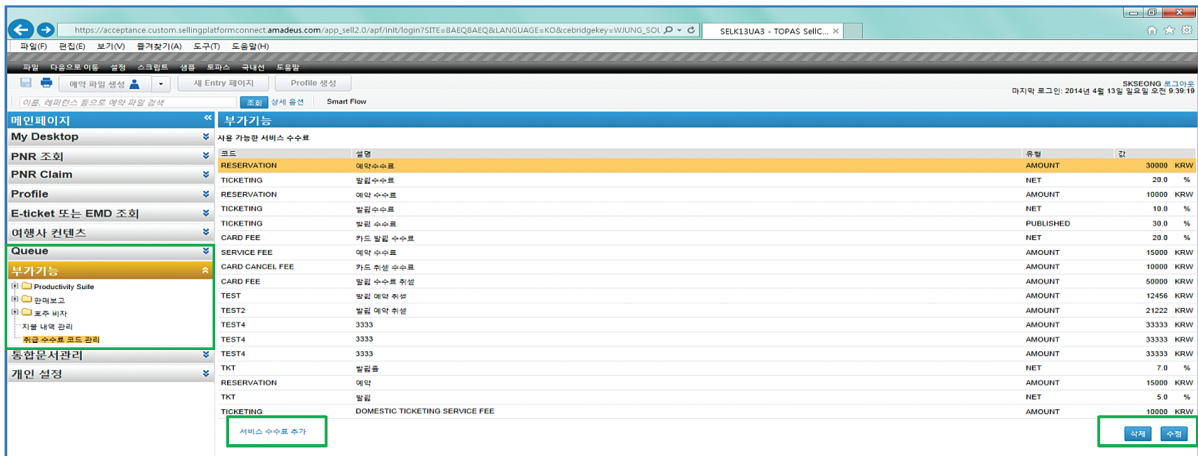 https://acceptance.custom.sellingplatformconnect.amadeus.com/app_sell2.0/apf/init/login?SITE=8AEQ8AEQ&LANGUAGE=KO&cebridgekey=WJUNG_SOL
SELK13UA3 - TOPAS SellC... ×
파일(F) 편집(E) 보기(V) 즐겨찾기(A) 도구(T) 도움말(H)
파일 다음으로 이동 설정 스크립트 샘플 토파스 국내선 도움말
예약 파일 생성 새 Entry 페이지 Profile 생성
SKSEONG 로그아웃
마지막 로그인: 2014년 4월 13일 일요일 오전 9:39:19
이름, 레퍼런스 등으로 예약 파일 검색 조회 상세 옵션 Smart Flow
메인페이지
My Desktop
PNR 조회
PNR Claim
Profile
E-ticket 또는 EMD 조회
여행사 컨텐츠
Queue
부가기능
Productivity Suite
판매보고
호주 비자
지불 내역 관리
취급 수수료 코드 관리
통합문서관리
개인 설정
부가기능
사용 가능한 서비스 수수료
코드 설명 유형 값
RESERVATION 예약수수료 AMOUNT 30000 KRW
TICKETING 발권수수료 NET 20.0 %
RESERVATION 예약 수수료 AMOUNT 10000 KRW
TICKETING 발권수수료 NET 10.0 %
TICKETING 발권 수수료 PUBLISHED 30.0 %
CARD FEE 카드 발권 수수료 NET 20.0 %
SERVICE FEE 예약 수수료 AMOUNT 15000 KRW
CARD CANCEL FEE 카드 취섣 수수료 AMOUNT 10000 KRW
CARD FEE 발권 수수료 취섣 AMOUNT 50000 KRW
TEST 발권 예약 취섣 AMOUNT 12456 KRW
TEST2 발권 예약 취섣 AMOUNT 21222 KRW
TEST4 3333 AMOUNT 33333 KRW
TEST4 3333 AMOUNT 33333 KRW
TEST4 3333 AMOUNT 33333 KRW
TKT 발권율 NET 7.0 %
RESERVATION 예약 AMOUNT 15000 KRW
TKT 발권 NET 5.0 %
TICKETING DOMESTIC TICKETING SERVICE FEE AMOUNT 10000 KRW
서비스 수수료 추가
삭제 수정